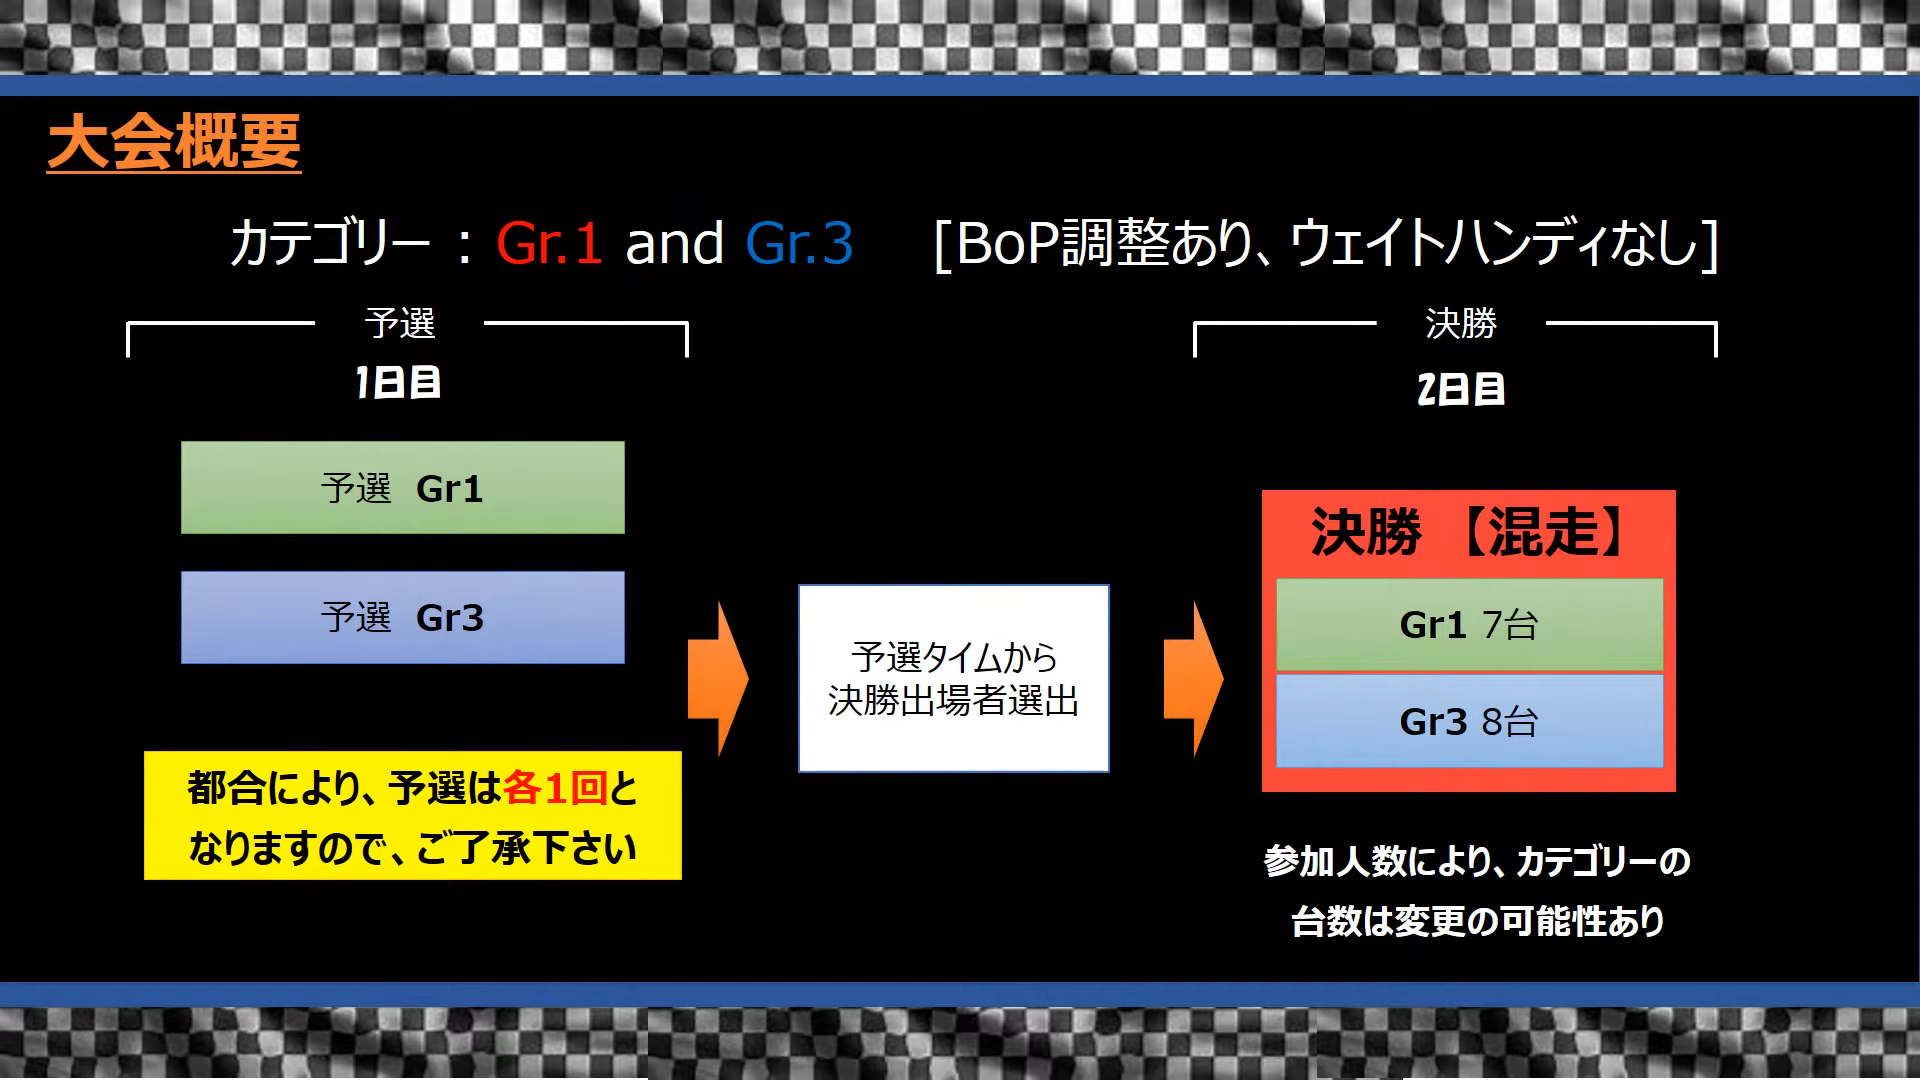 大会概要
カテゴリー : Gr.1 and Gr.3 [BoP調整あり、ウェイトハンディなし]
予選
1日目
予選 Gr1
予選 Gr3
都合により、予選は各1回と
なりますので、ご了承下さい
予選タイムから
決勝出場者選出
決勝
2日目
決勝【混走】
Gr1 7台
Gr3 8台
参加人数により、カテゴリーの
台数は変更の可能性あり